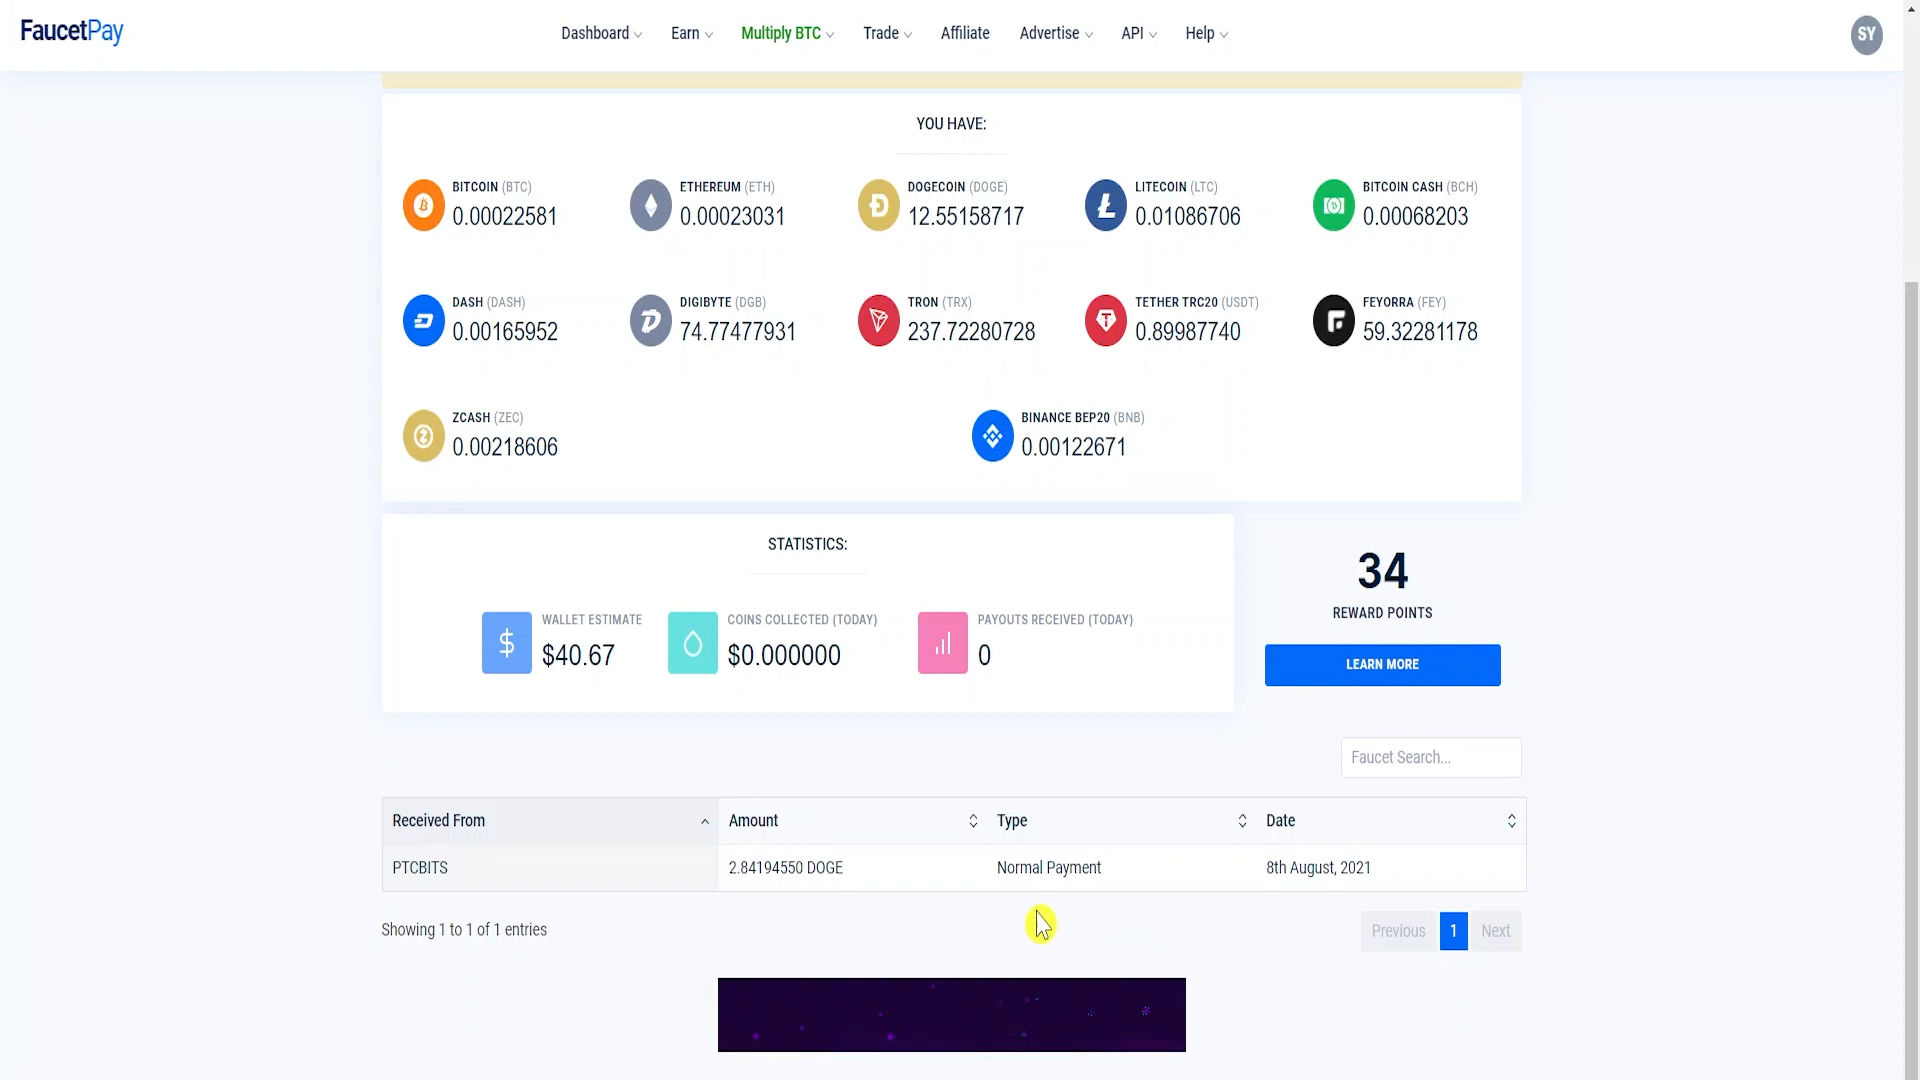 FaucetPay
Dashboard Earn Multiply BTC Trade Affiliate Advertise API Help
SY
YOU HAVE:
BITCOIN (BTC) ETHEREUM (ETH) DOGECOIN (DOGE) LITECOIN (LTC) BITCOIN CASH (BCH)
0.00022581 0.00023031 12.55158717 0.01086706 0.00068203
DASH (DASH) DIGIBYTE (DGB) TRON (TRX) TETHER TRC20 (USDT) FEYORRA (FEY)
0.00165952 74.77477931 237.72280728 0.89987740 59.32281178
ZCASH (ZEC) BINANCE BEP20 (BNB)
0.00218606 0.00122671
STATISTICS:
WALLET ESTIMATE COINS COLLECTED (TODAY) PAYOUTS RECEIVED (TODAY)
$40.67 $0.000000 0
34
REWARD POINTS
LEARN MORE
Faucet Search...
Received From Amount Type Date
PTCBITS 2.84194550 DOGE Normal Payment 8th August, 2021
Showing 1 to 1 of 1 entries
Previous 1 Next